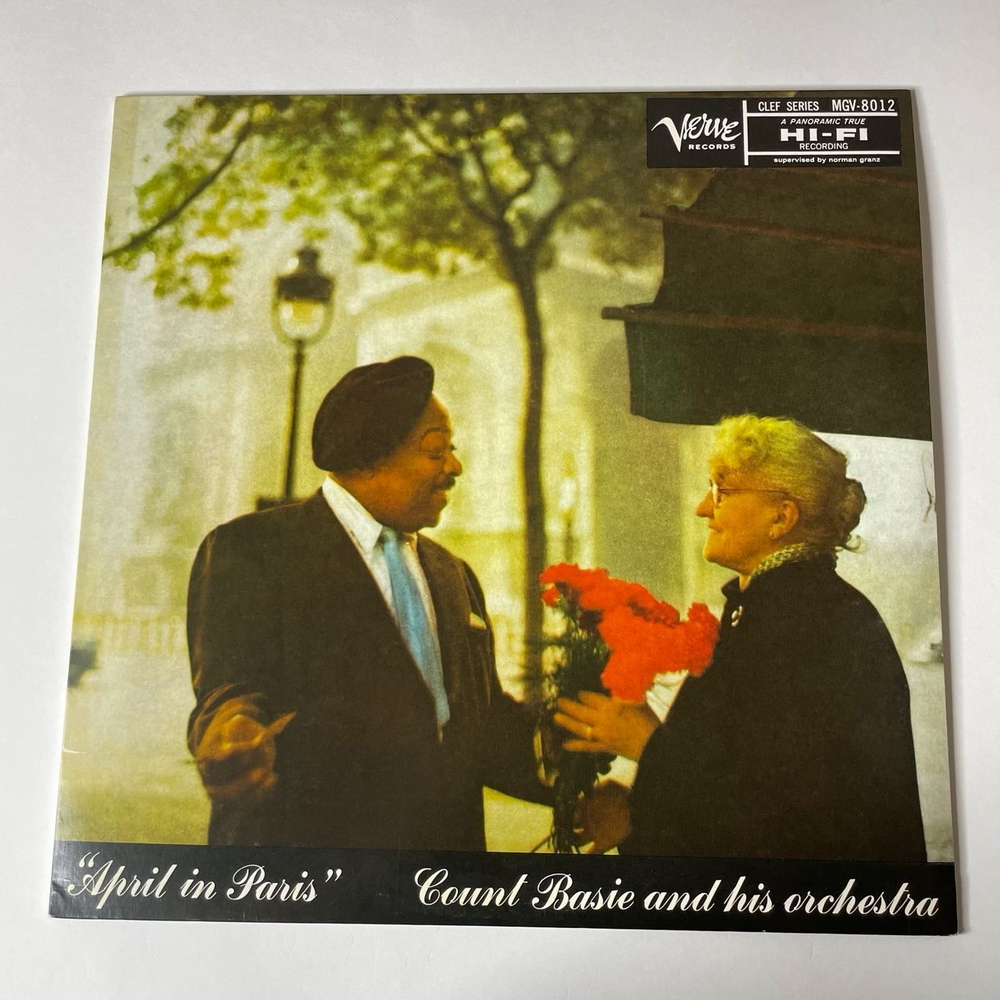 Verve
RECORDS
CLEF SERIES MGV-8012
A PANORAMIC TRUE
HI-FI
RECORDING
supervised by norman granz
“April in Paris” Count Basie and his orchestra